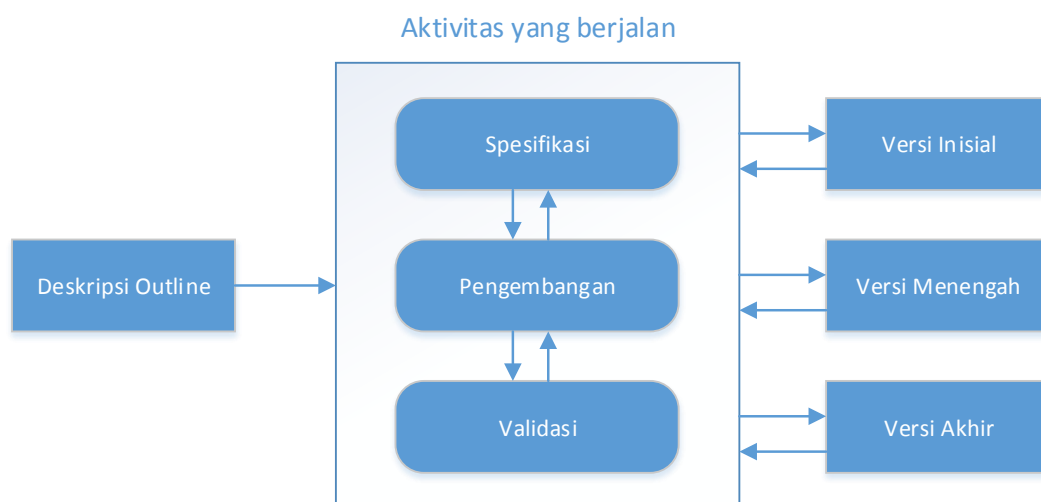 Aktivitas yang berjalan
Spesifikasi
Versi Inisial
Deskripsi Outline
Pengembangan
Versi Menengah
Validasi
Versi Akhir